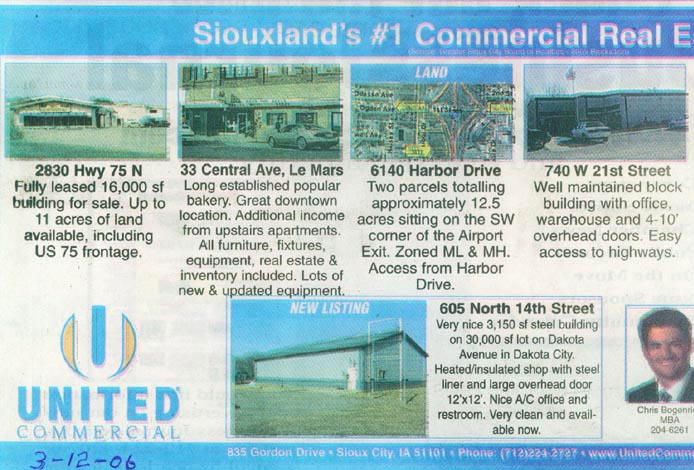 Siouxland's #1 Commercial Real
(Source: Greater Sioux City Board of Realtors - 2005 Production)
2830 Hwy 75 N
Fully leased 16,000 sf
building for sale. Up to
11 acres of land
available, including
US 75 frontage.
33 Central Ave, Le Mars
Long established popular
bakery. Great downtown
location. Additional income
from upstairs apartments.
All furniture, fixtures,
equipment, real estate &
inventory included. Lots of
new & updated equipment.
LAND
6140 Harbor Drive
Two parcels totalling
approximately 12.5
acres sitting on the SW
corner of the Airport
Exit. Zoned ML & MH.
Access from Harbor
Drive.
740 W 21st Street
Well maintained block
building with office,
warehouse and 4-10'
overhead doors. Easy
access to highways.
UNITED
COMMERCIAL
NEW LISTING
605 North 14th Street
Very nice 3,150 sf steel building
on 30,000 sf lot on Dakota
Avenue in Dakota City.
Heated/insulated shop with steel
liner and large overhead door
12'x12'. Nice A/C office and
restroom. Very clean and avail-
able now.
Chris Bogenri
MBA
204-6261
835 Gordon Drive • Sioux City, IA 51101 • Phone: (712)224-2727 • www.UnitedComm
3-12-06